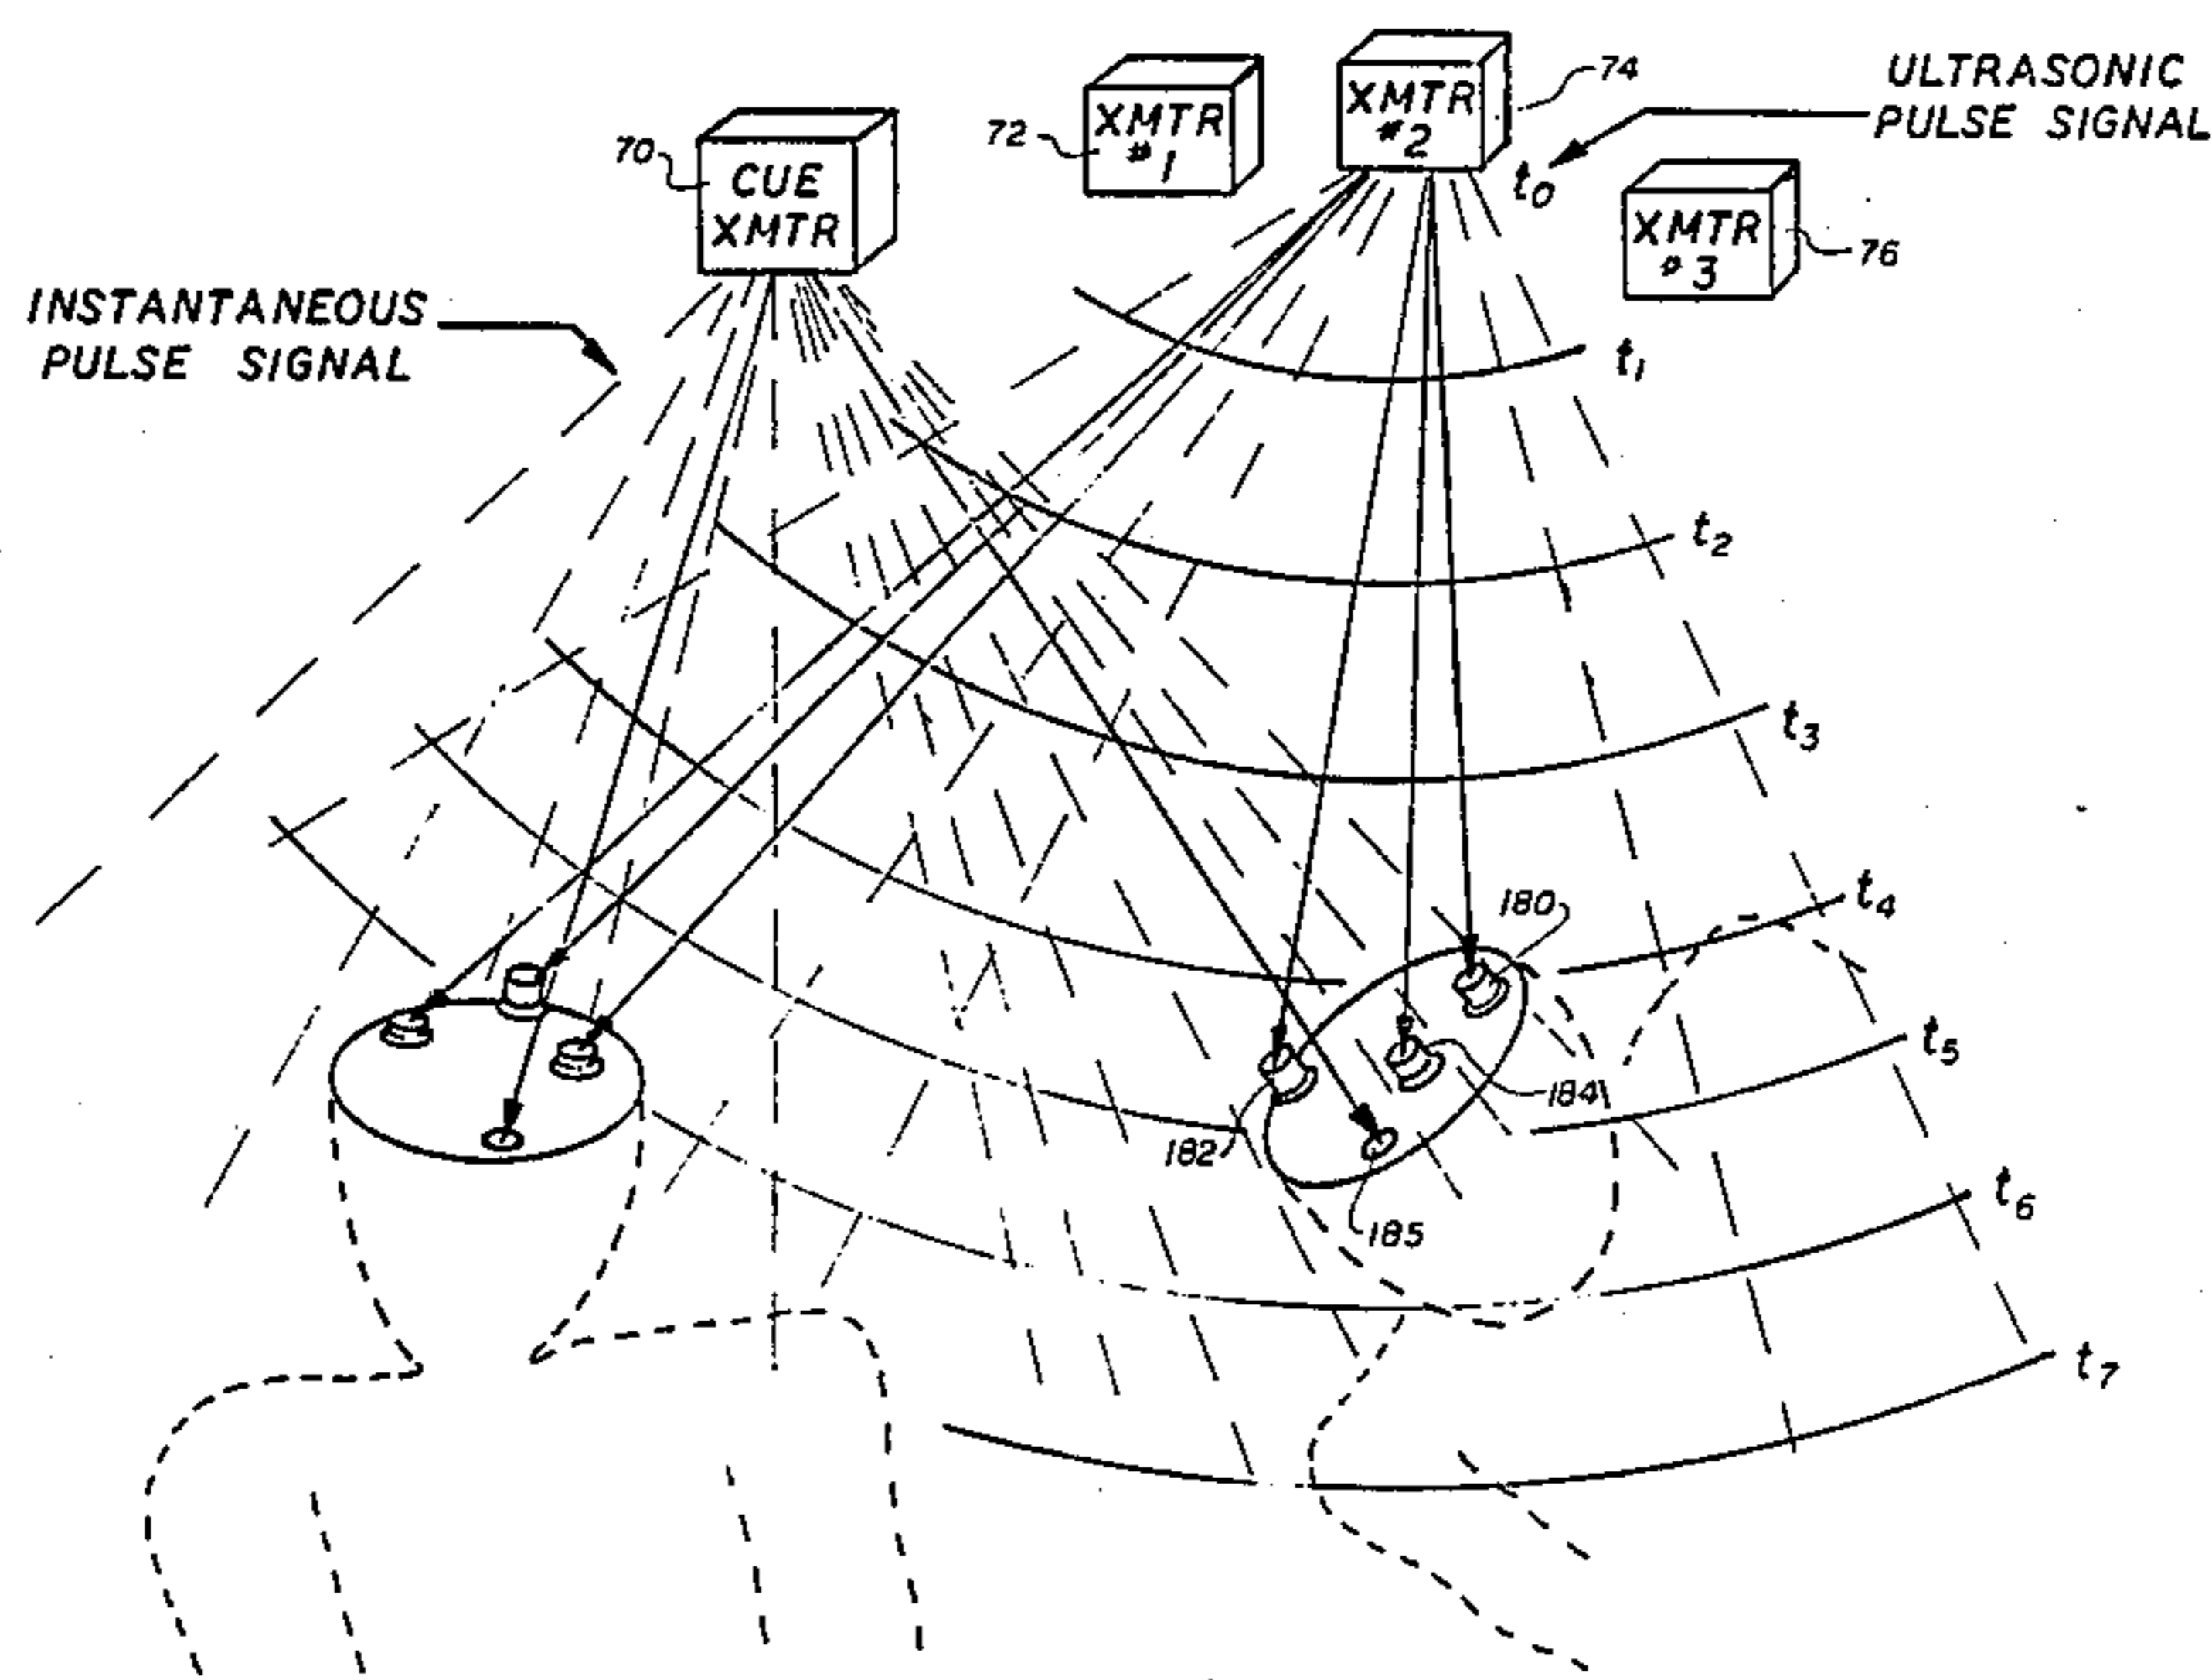 70
CUE
XMTR
72
XMTR
#1
XMTR
#2
74
ULTRASONIC
PULSE SIGNAL
t0
XMTR
#3
76
INSTANTANEOUS
PULSE SIGNAL
t1
t2
t3
t4
180
t5
184
182
185
t6
t7